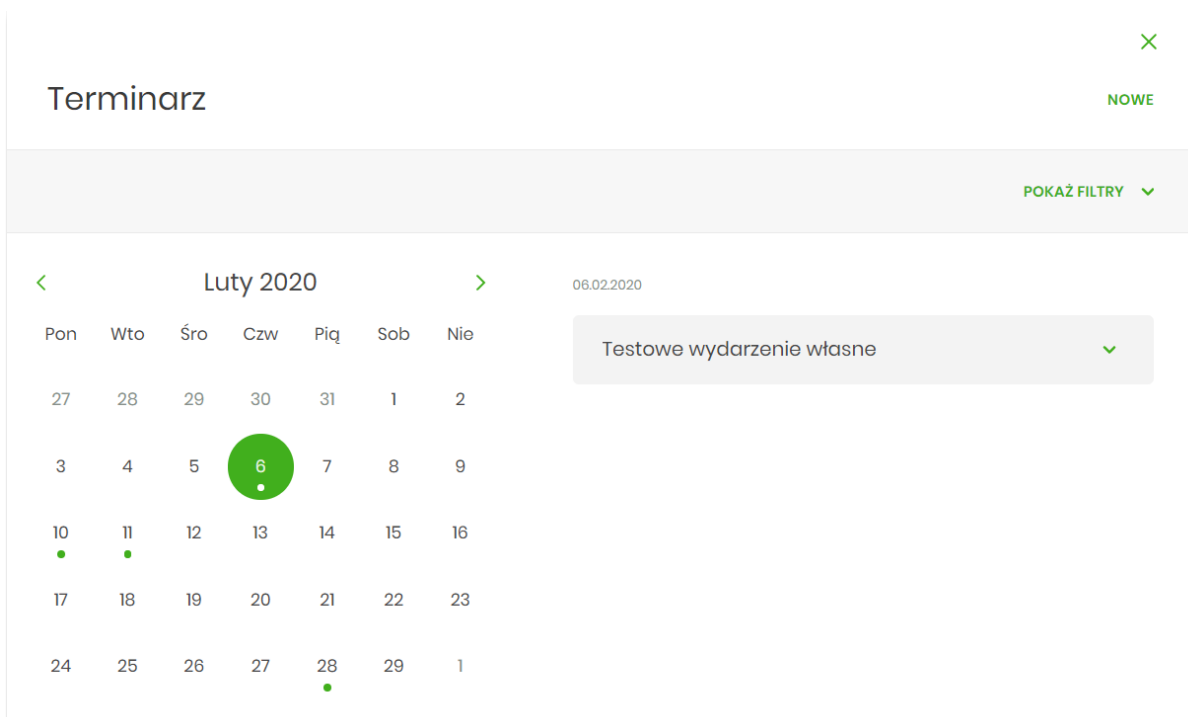 Terminarz
NOWE
POKAŻ FILTRY
Luty 2020
Pon Wto Śro Czw Pią Sob Nie
27 28 29 30 31 1 2
3 4 5 6 7 8 9
10 11 12 13 14 15 16
17 18 19 20 21 22 23
24 25 26 27 28 29 1
06.02.2020
Testowe wydarzenie własne